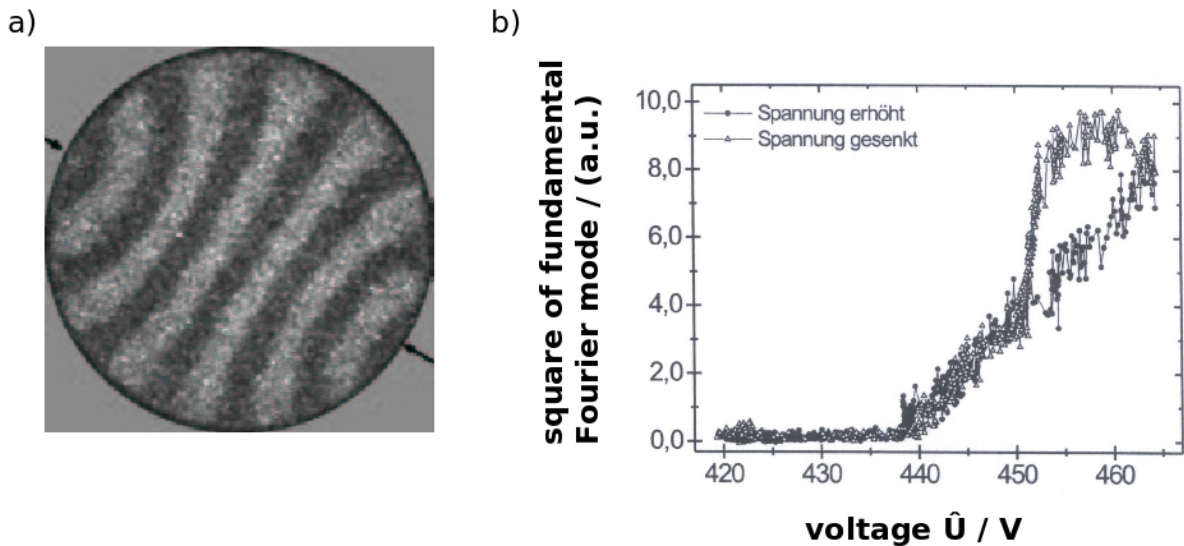 a)
b)
square of fundamental
Fourier mode / (a.u.)
10,0
8,0
6,0
4,0
2,0
0,0
Spannung erhöht
Spannung gesenkt
420
430
440
450
460
voltage Û / V